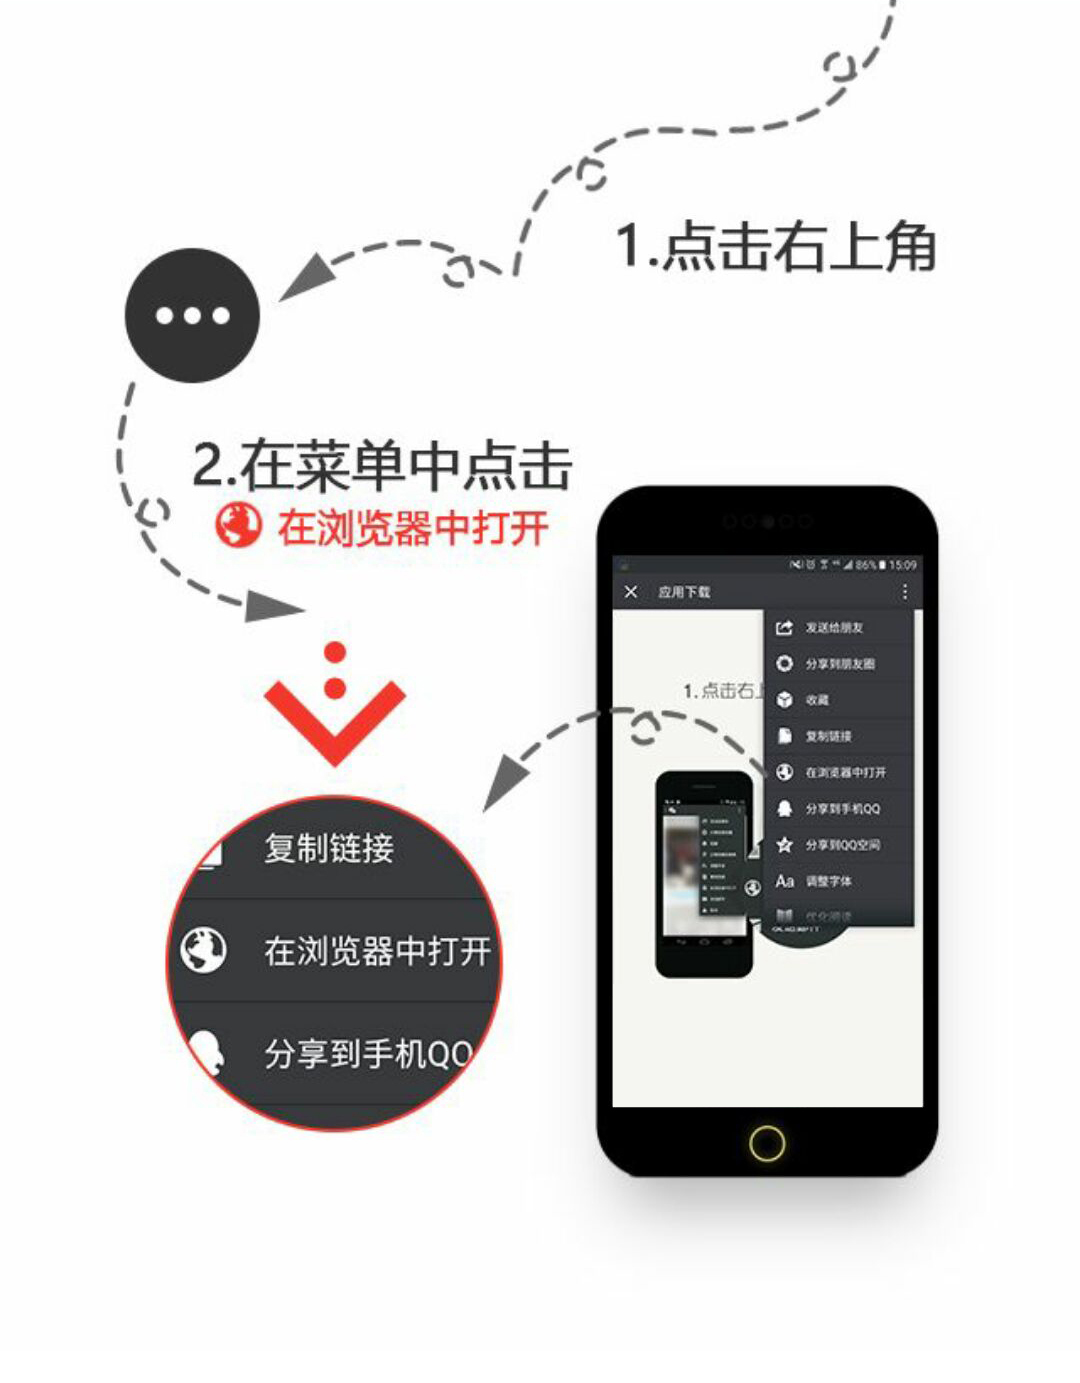 1.点击右上角
2.在菜单中点击
在浏览器中打开
86% 15:09
应用下载
发送给朋友
分享到朋友圈
收藏
1.点击右上
复制链接
在浏览器中打开
分享到手机QQ
分享到QQ空间
Aa 调整字体
优化阅读
复制链接
在浏览器中打开
分享到手机QQ